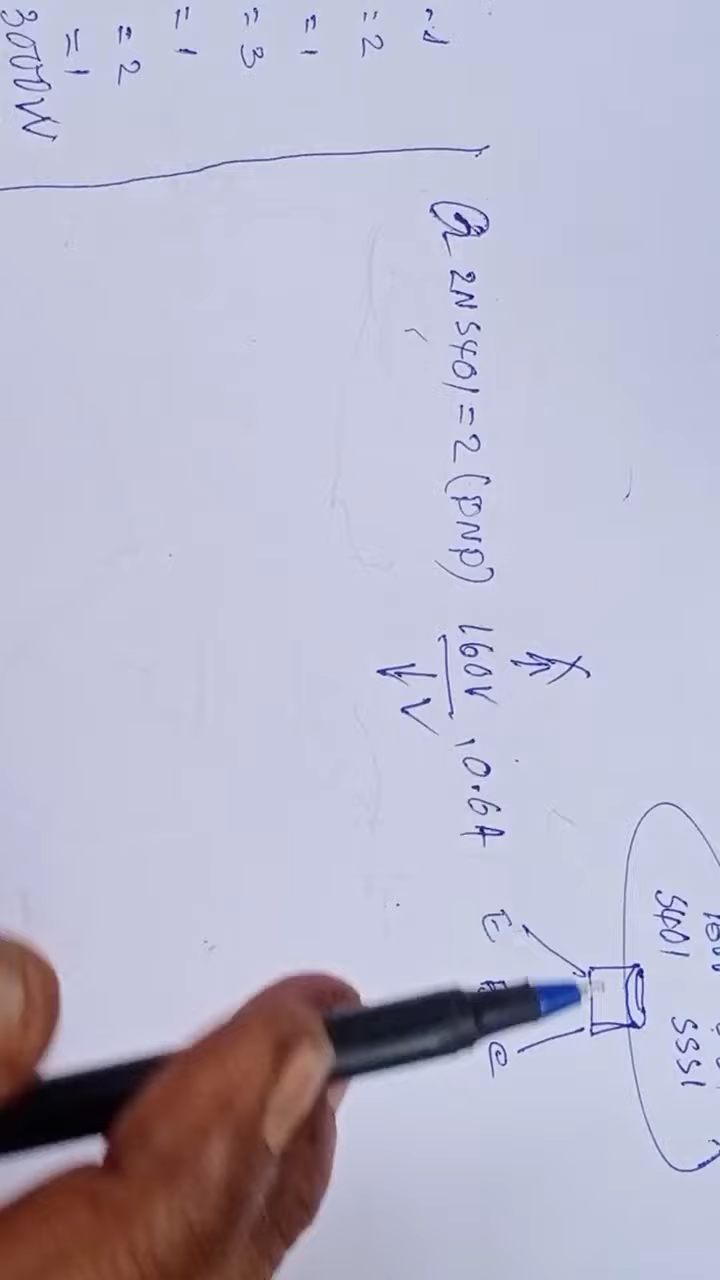 = 2
= 1
= 3
= 1
= 2
= 1
3000W
Q 2N5401 = 2 (PNP) 160V, 0.6A
5401 5551
E
C